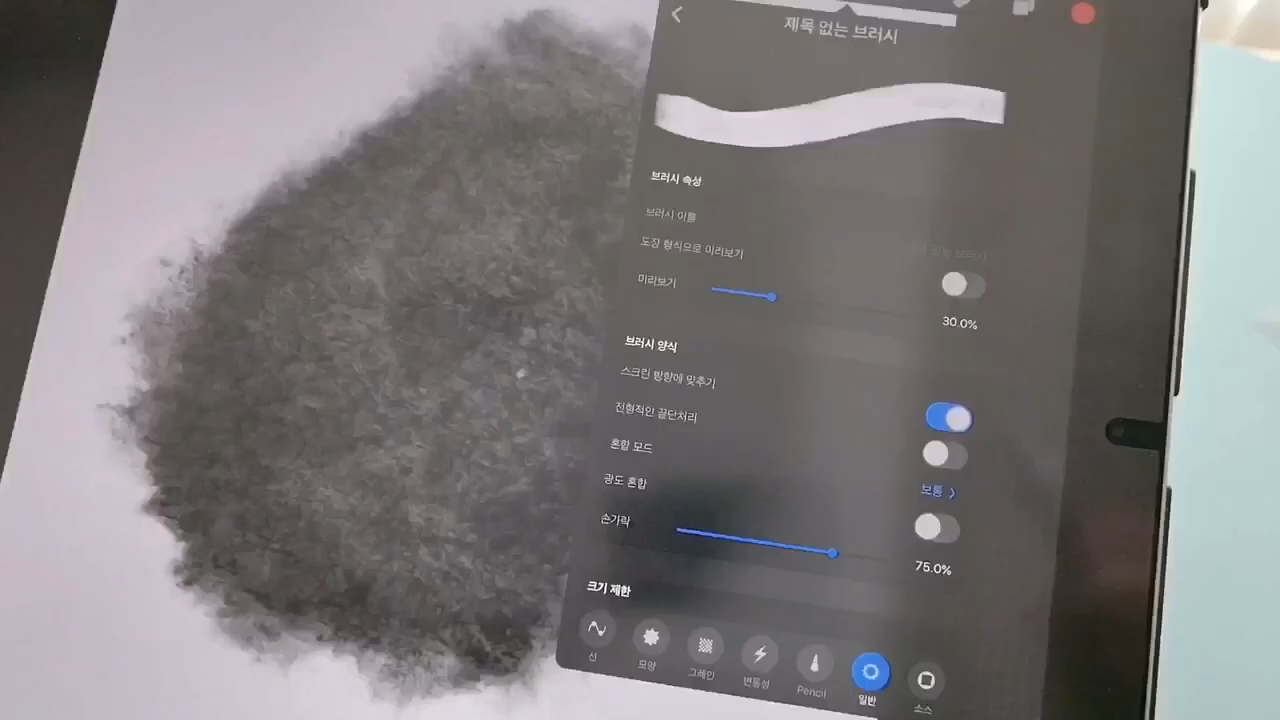 제목 없는 브러시
브러시 속성
브러시 이름
도장 형식으로 미리보기
미리보기
30.0%
브러시 양식
스크린 방향에 맞추기
전형적인 끝단처리
혼합 모드
보통 >
광도 혼합
손가락
75.0%
크기 제한
선
모양
그레인
변동성
Pencil
일반
소스